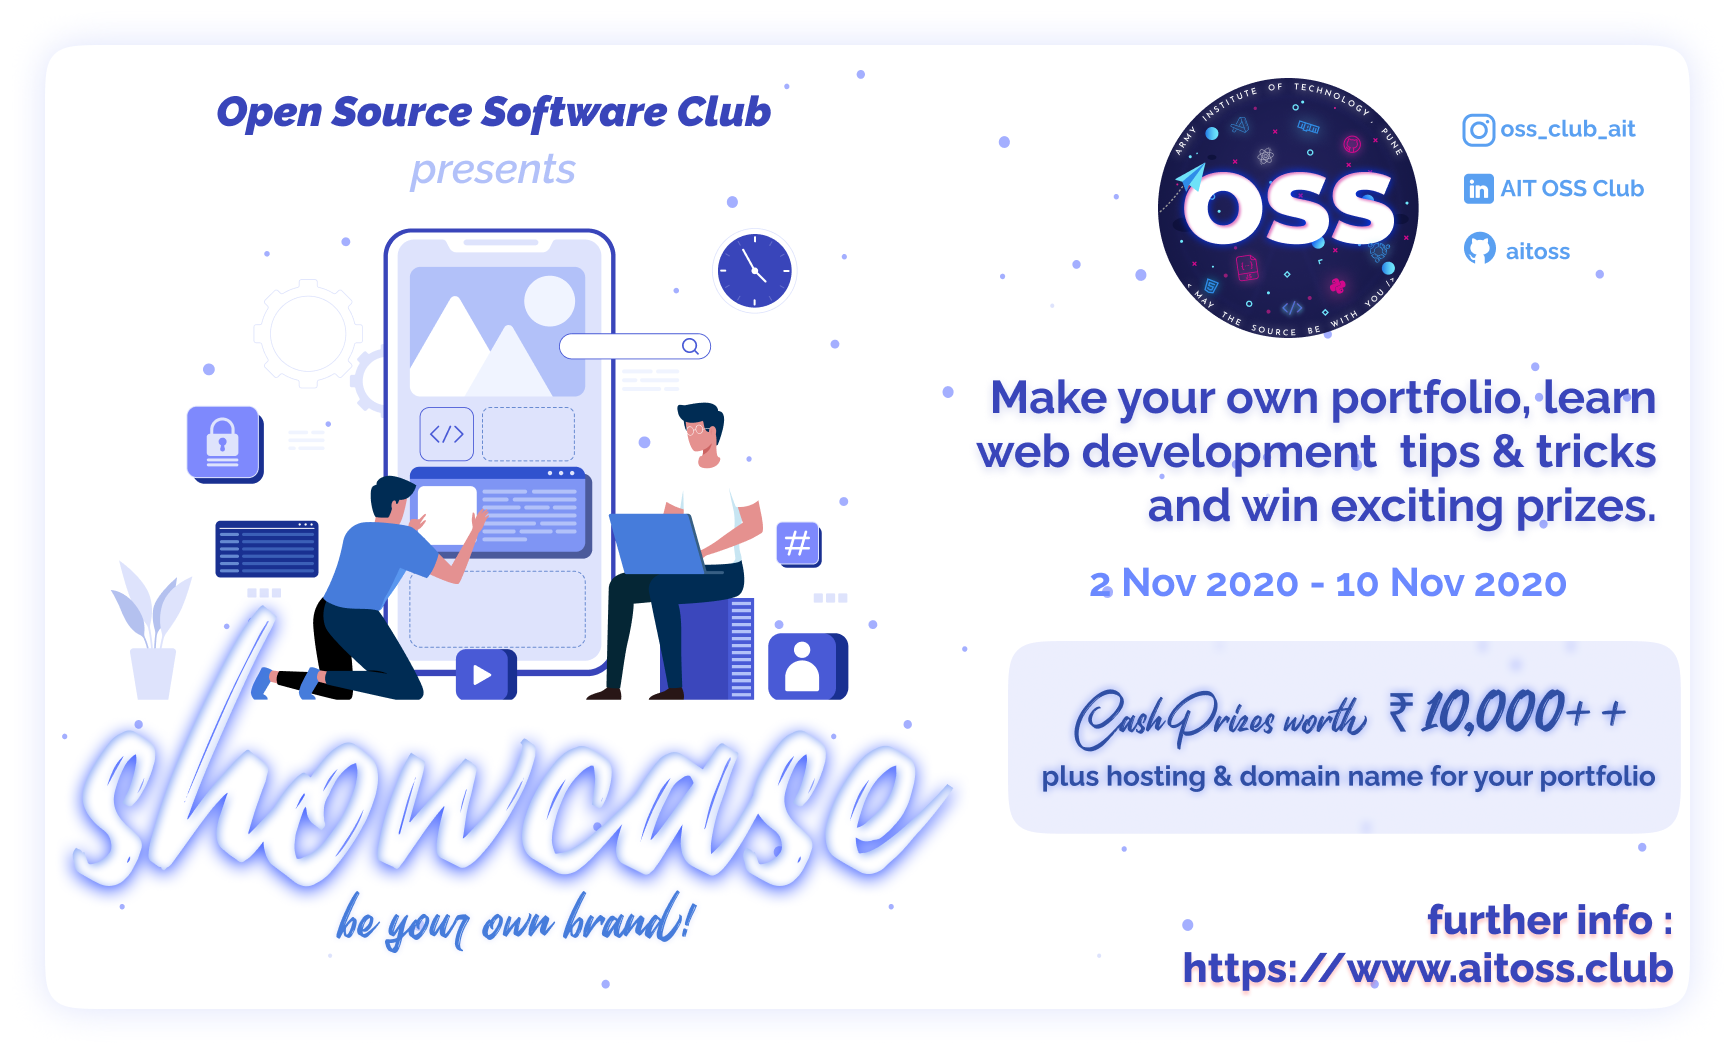 Open Source Software Club
presents
showcase
be your own brand!
ARMY INSTITUTE OF TECHNOLOGY, PUNE
OSS
MAY THE SOURCE BE WITH YOU
oss_club_ait
in
AIT OSS Club
aitoss
</>
#
Make your own portfolio, learn
web development tips & tricks
and win exciting prizes.
2 Nov 2020 - 10 Nov 2020
Cash Prizes worth ₹ 10,000++
plus hosting & domain name for your portfolio
further info :
https://www.aitoss.club